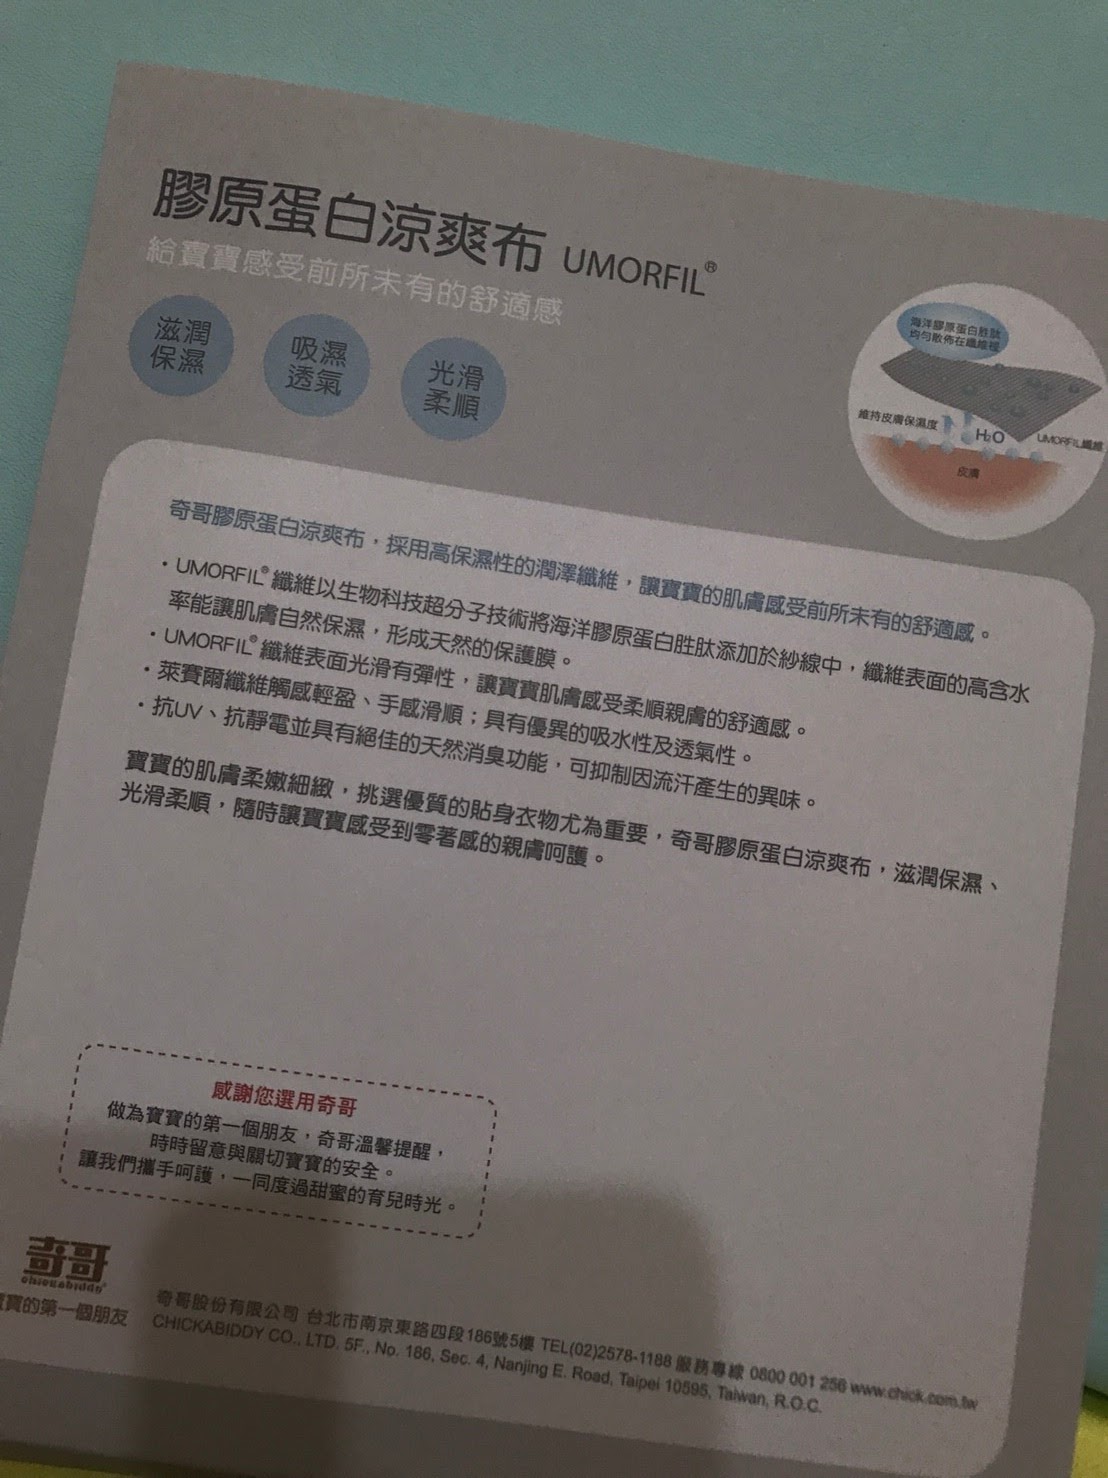 膠原蛋白涼爽布 UMORFIL®
給寶寶感受前所未有的舒適感
滋潤
保濕
吸濕
透氣
光滑
柔順
海洋膠原蛋白胜肽
均勻散佈在纖維裡
維持皮膚保濕度
H₂O
UMORFIL纖維
皮膚
奇哥膠原蛋白涼爽布，採用高保濕性的潤澤纖維，讓寶寶的肌膚感受前所未有的舒適感。
・UMORFIL®纖維以生物科技超分子技術將海洋膠原蛋白胜肽添加於紗線中，纖維表面的高含水
率能讓肌膚自然保濕，形成天然的保護膜。
・UMORFIL®纖維表面光滑有彈性，讓寶寶肌膚感受柔順親膚的舒適感。
・萊賽爾纖維觸感輕盈、手感滑順；具有優異的吸水性及透氣性。
・抗UV、抗靜電並具有絕佳的天然消臭功能，可抑制因流汗產生的異味。
寶寶的肌膚柔嫩細緻，挑選優質的貼身衣物尤為重要，奇哥膠原蛋白涼爽布，滋潤保濕、
光滑柔順，隨時讓寶寶感受到零著感的親膚呵護。
感謝您選用奇哥
做為寶寶的第一個朋友，奇哥溫馨提醒，
時時留意與關切寶寶的安全。
讓我們攜手呵護，一同度過甜蜜的育兒時光。
奇哥
chickabiddy®
寶的第一個朋友
奇哥股份有限公司 台北市南京東路四段186號5樓 TEL(02)2578-1188 服務專線 0800 001 256 www.chick.com.tw
CHICKABIDDY CO., LTD. 5F., No. 186, Sec. 4, Nanjing E. Road, Taipei 10595, Taiwan, R.O.C.